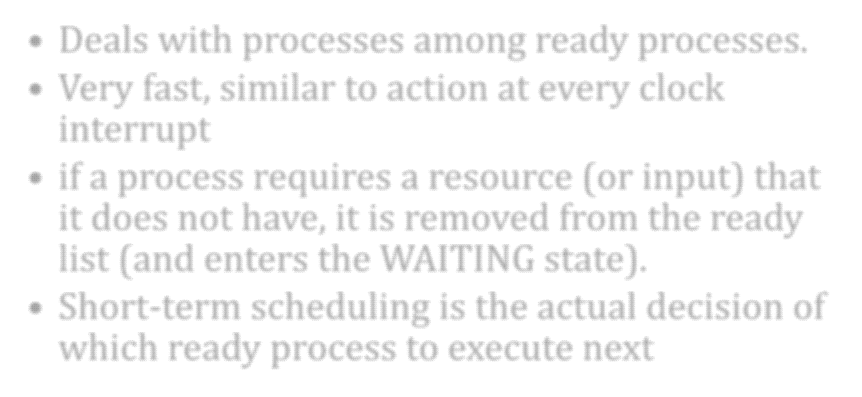 • Deals with processes among ready processes.
• Very fast, similar to action at every clock
interrupt
• if a process requires a resource (or input) that
it does not have, it is removed from the ready
list (and enters the WAITING state).
• Short-term scheduling is the actual decision of
which ready process to execute next